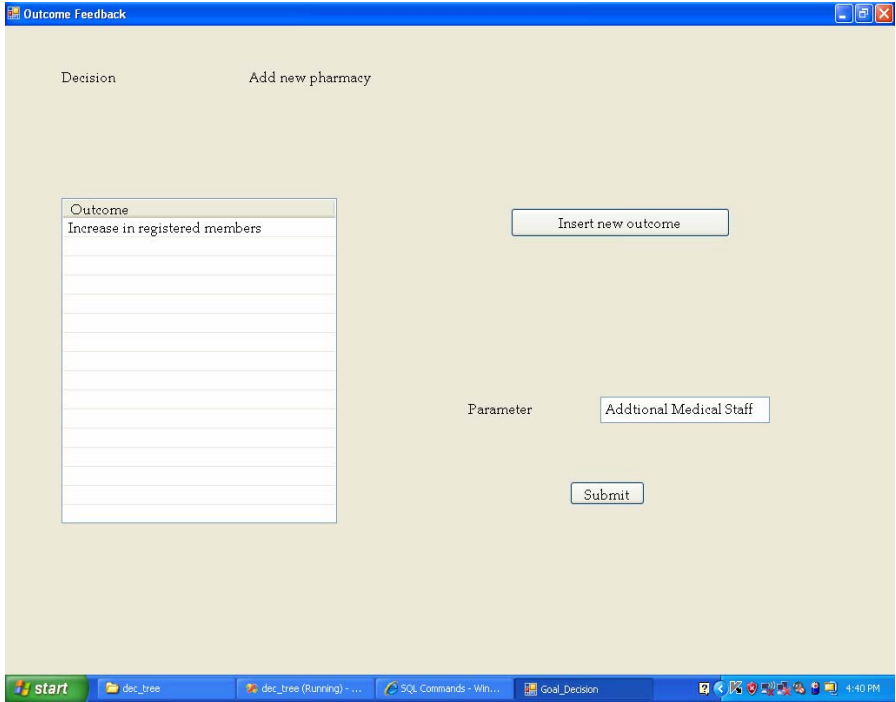 Outcome Feedback
Decision Add new pharmacy
Outcome
Increase in registered members
Insert new outcome
Parameter Addtional Medical Staff
Submit
start dec_tree dec_tree (Running) - ... SQL Commands - Win... Goal_Decision 4:40 PM